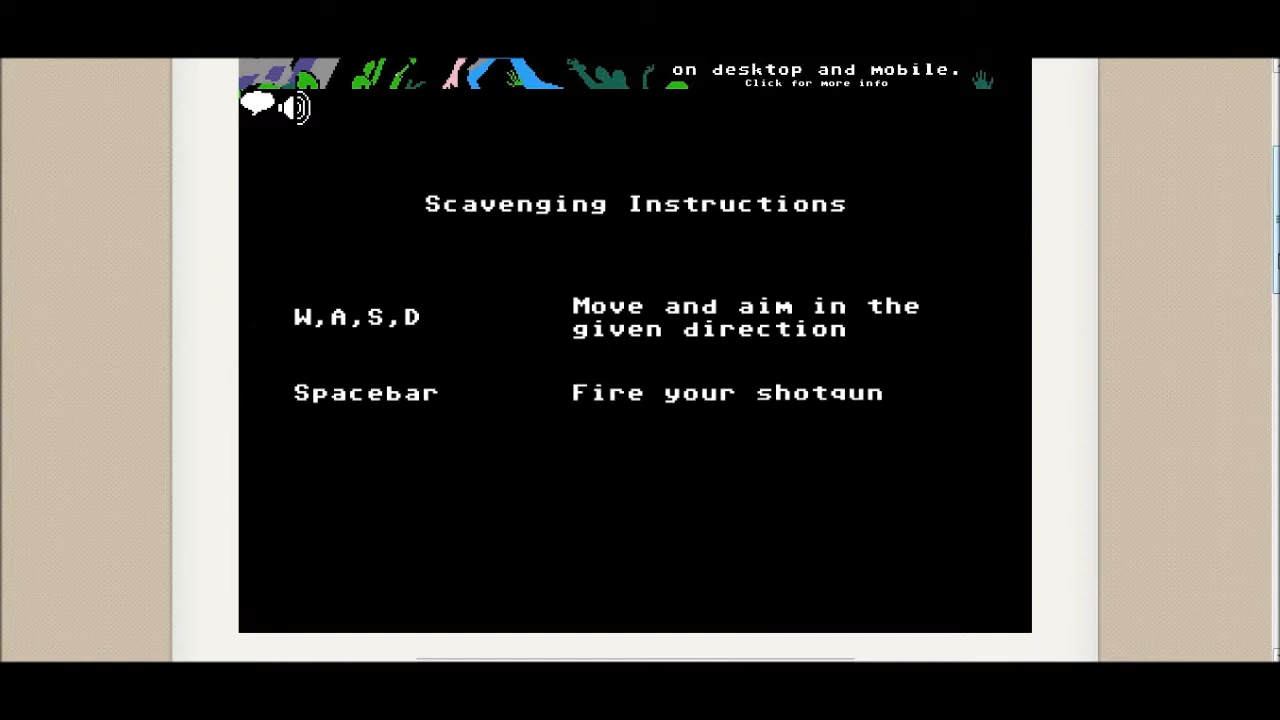 on desktop and mobile.
Click for more info
Scavenging Instructions
W,A,S,D
Move and aim in the
given direction
Spacebar
Fire your shotgun